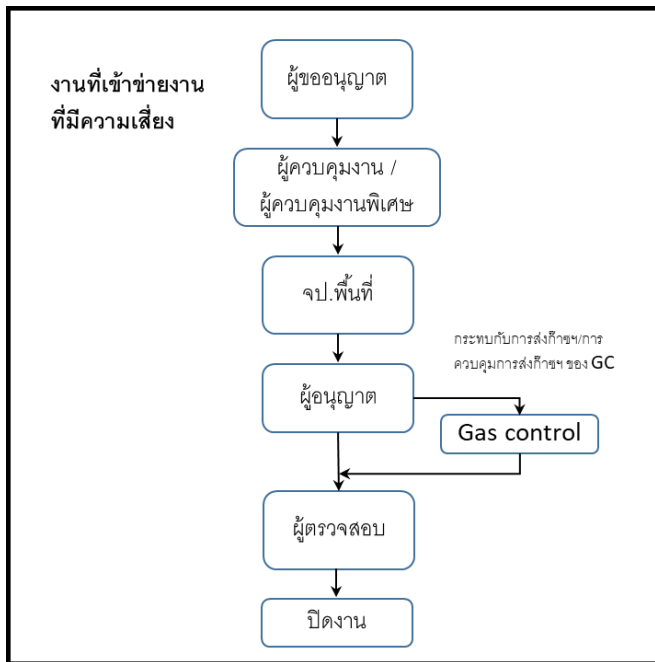 งานที่เข้าข่ายงาน
ที่มีความเสี่ยง
ผู้ขออนุญาต
ผู้ควบคุมงาน /
ผู้ควบคุมงานพิเศษ
จป.พื้นที่
กระทบกับการส่งก๊าซฯ/การ
ควบคุมการส่งก๊าซฯ ของ GC
ผู้อนุญาต
Gas control
ผู้ตรวจสอบ
ปิดงาน